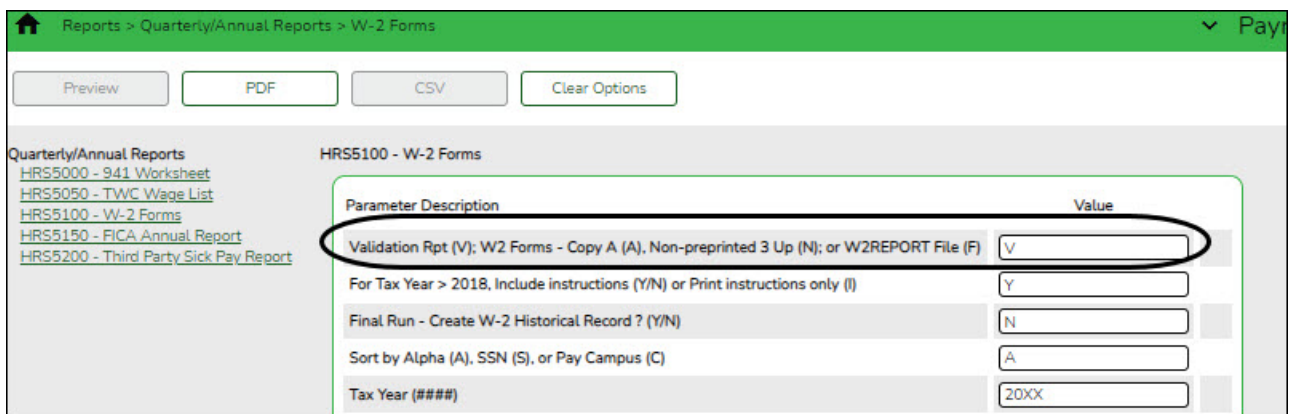 Reports > Quarterly/Annual Reports > W-2 Forms
Preview PDF CSV Clear Options
Quarterly/Annual Reports
HRS5000 - 941 Worksheet
HRS5050 - TWC Wage List
HRS5100 - W-2 Forms
HRS5150 - FICA Annual Report
HRS5200 - Third Party Sick Pay Report
HRS5100 - W-2 Forms
Parameter Description Value
Validation Rpt (V); W2 Forms - Copy A (A), Non-preprinted 3 Up (N); or W2REPORT File (F) V
For Tax Year > 2018, Include instructions (Y/N) or Print instructions only (I) Y
Final Run - Create W-2 Historical Record ? (Y/N) N
Sort by Alpha (A), SSN (S), or Pay Campus (C) A
Tax Year (####) 20XX